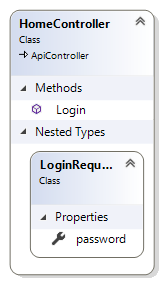 HomeController
Class
ApiController
Methods
Login
Nested Types
LoginRequ...
Class
Properties
password